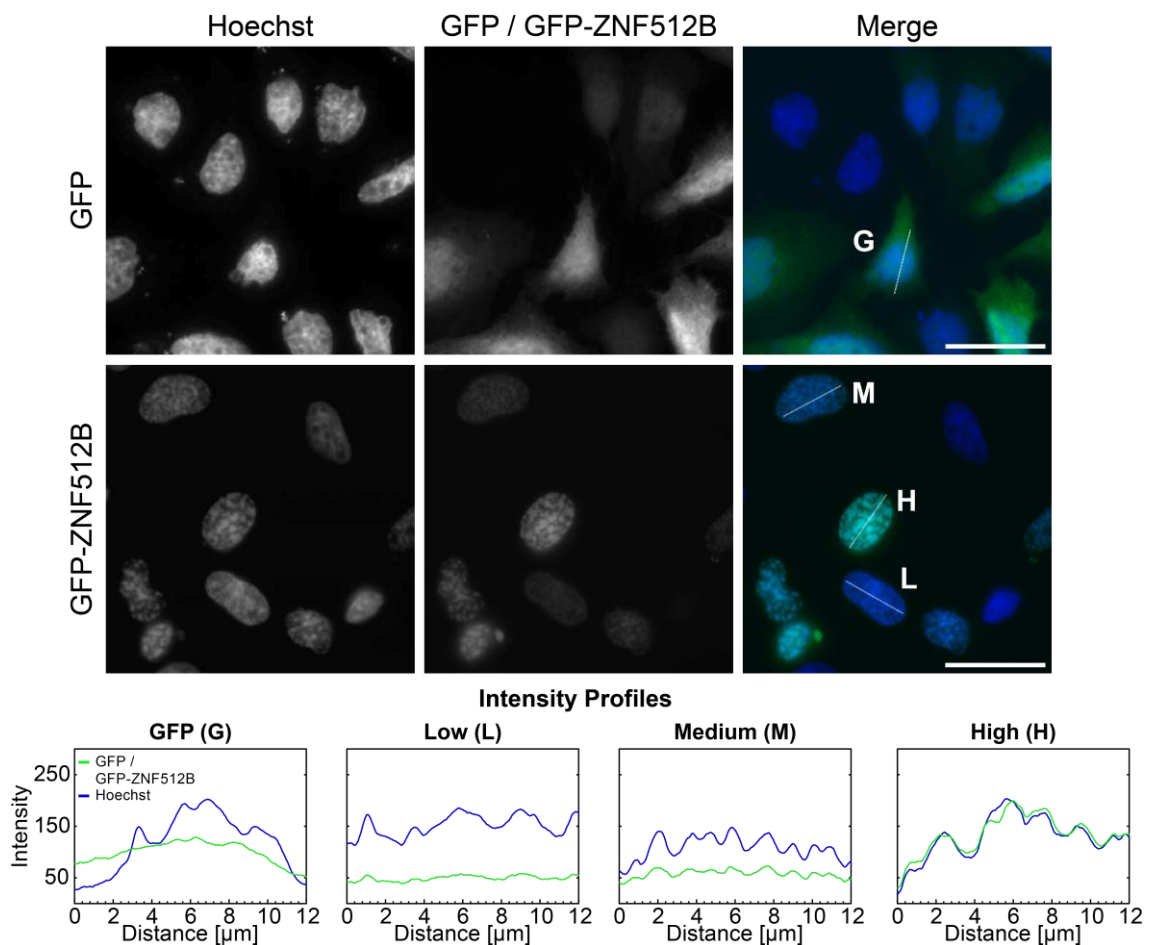 Hoechst GFP / GFP-ZNF512B Merge
GFP
G
GFP-ZNF512B
M
H
L
Intensity Profiles
GFP (G) Low (L) Medium (M) High (H)
Intensity
250
150
50
GFP /
GFP-ZNF512B
Hoechst
0 2 4 6 8 10 12 0 2 4 6 8 10 12 0 2 4 6 8 10 12 0 2 4 6 8 10 12
Distance [µm] Distance [µm] Distance [µm] Distance [µm]